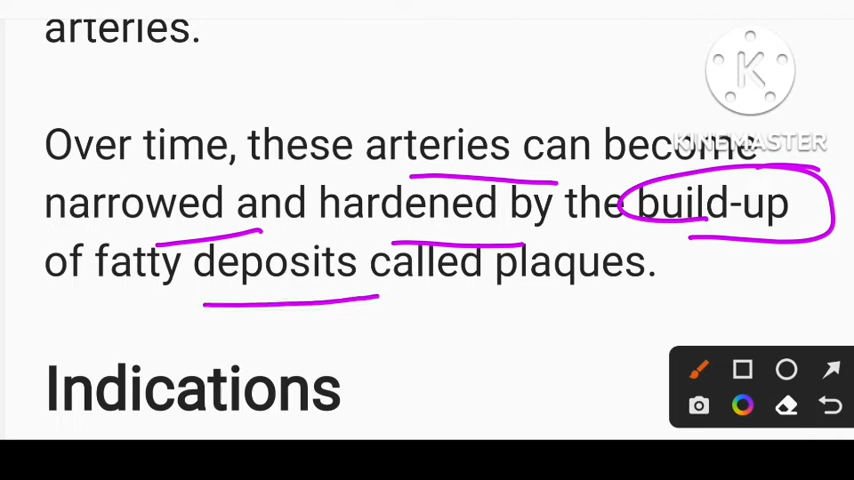 arteries.
KINEMASTER
Over time, these arteries can become
narrowed and hardened by the build-up
of fatty deposits called plaques.
Indications